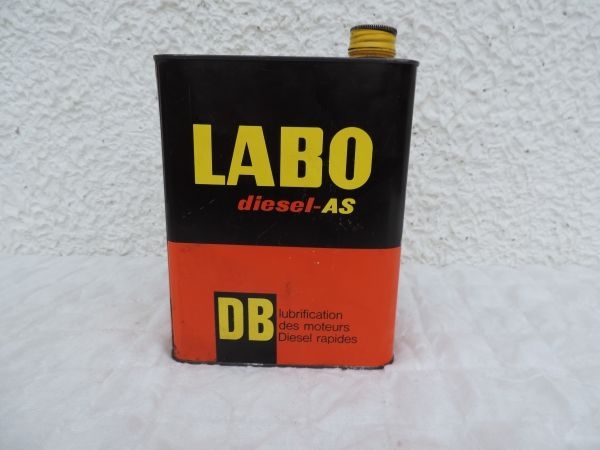 LABO
diesel-AS
DB
lubrification
des moteurs
Diesel rapides